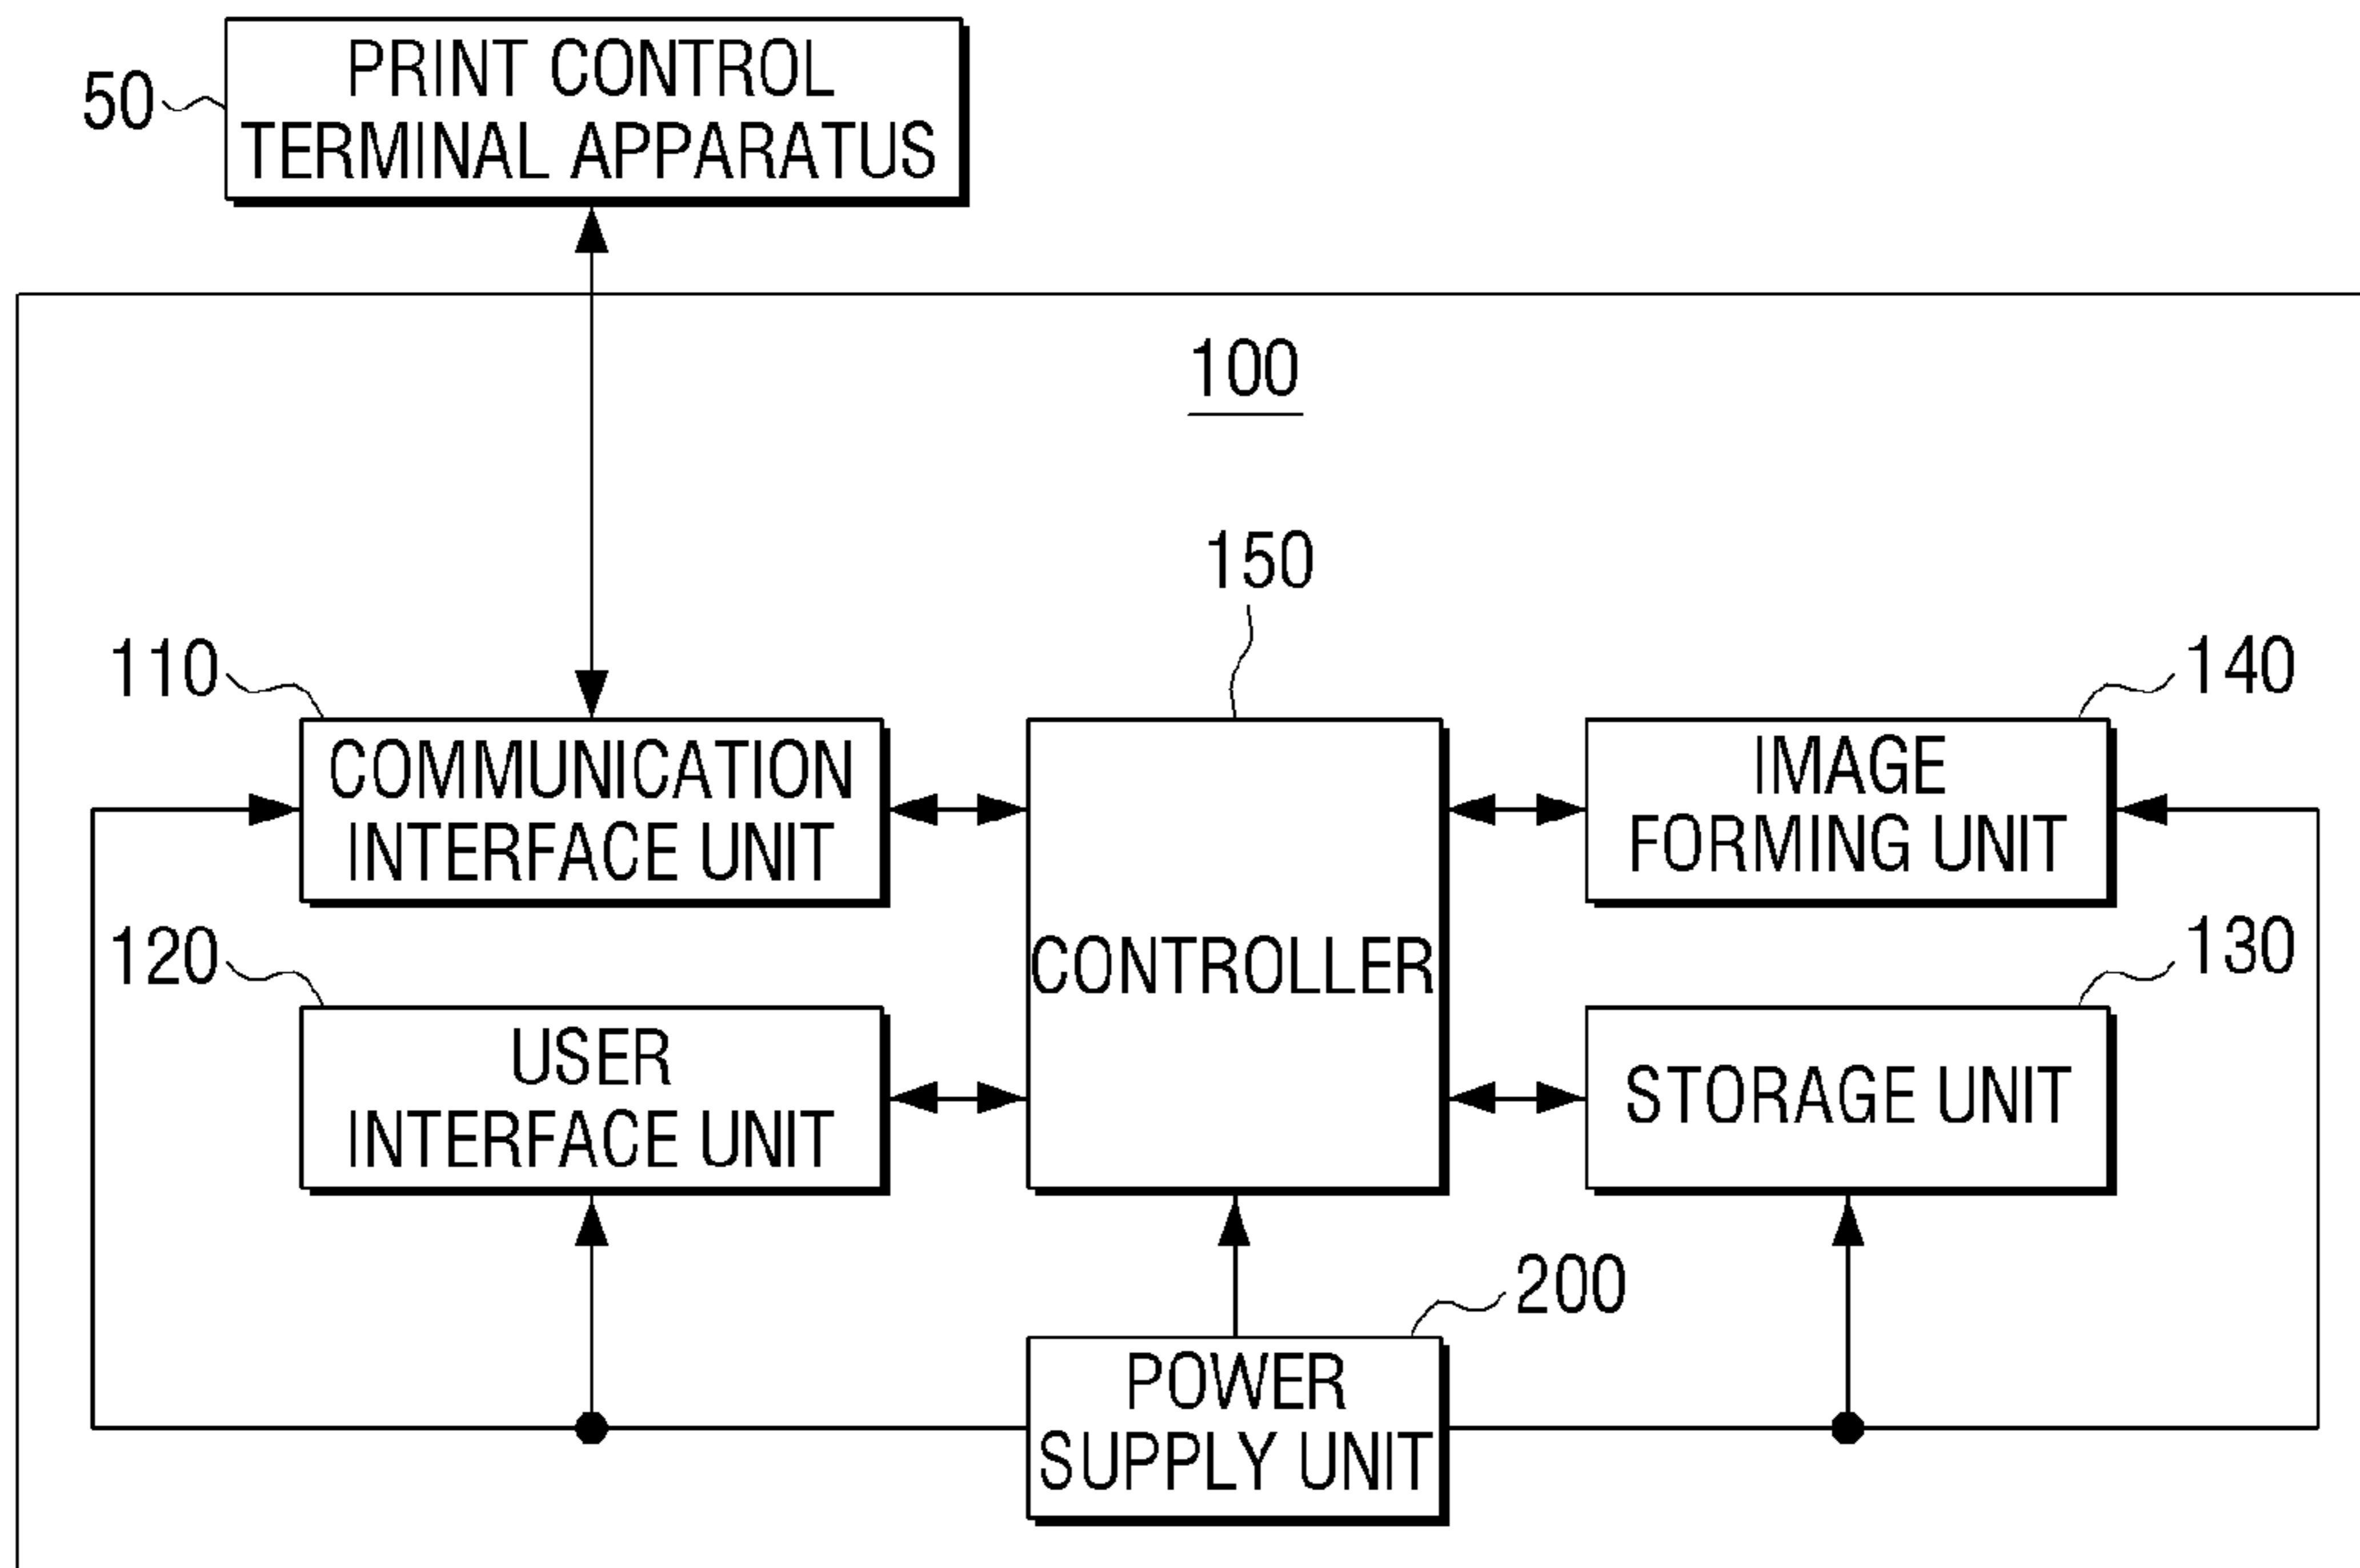 50
PRINT CONTROL
TERMINAL APPARATUS
100
150
110
140
COMMUNICATION
INTERFACE UNIT
IMAGE
FORMING UNIT
CONTROLLER
120
130
USER
INTERFACE UNIT
STORAGE UNIT
200
POWER
SUPPLY UNIT